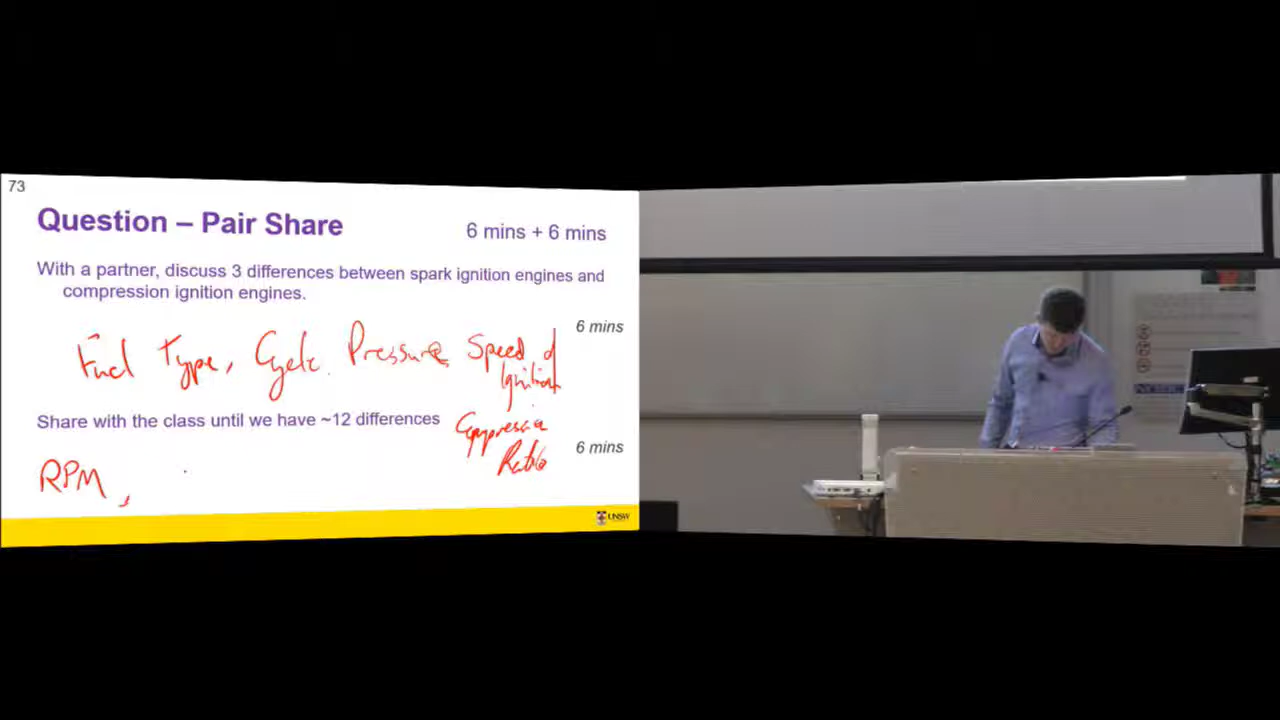 73
Question – Pair Share
6 mins + 6 mins
With a partner, discuss 3 differences between spark ignition engines and
compression ignition engines.
6 mins
Fuel Type, Cycle. Pressure, Speed of
Ignition
Share with the class until we have ~12 differences
Compression
Ratio
6 mins
RPM,
UNSW